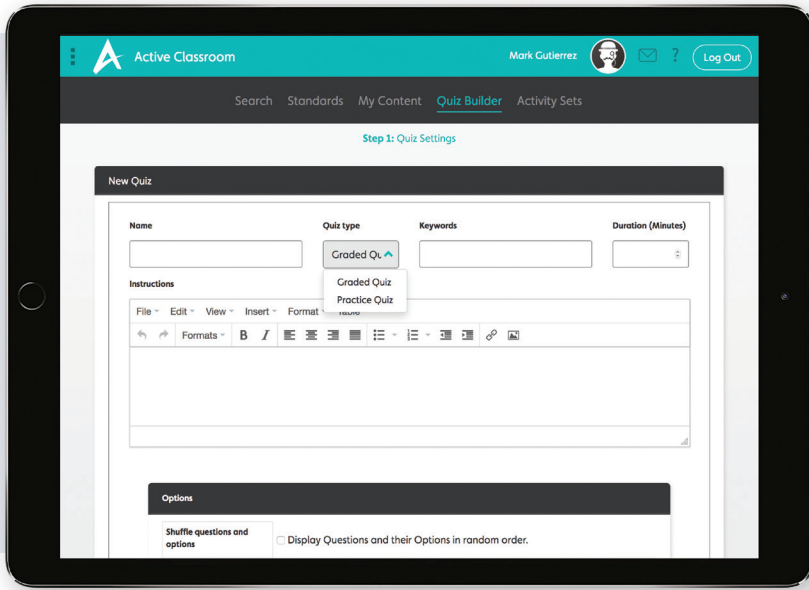 Active Classroom
Mark Gutierrez
?
Log Out
Search Standards My Content Quiz Builder Activity Sets
Step 1: Quiz Settings
New Quiz
Name Quiz type Keywords Duration (Minutes)
Graded Qu
Graded Quiz
Practice Quiz
Instructions
File Edit View Insert Format Table
Formats B I
Options
Shuffle questions and
options
Display Questions and their Options in random order.